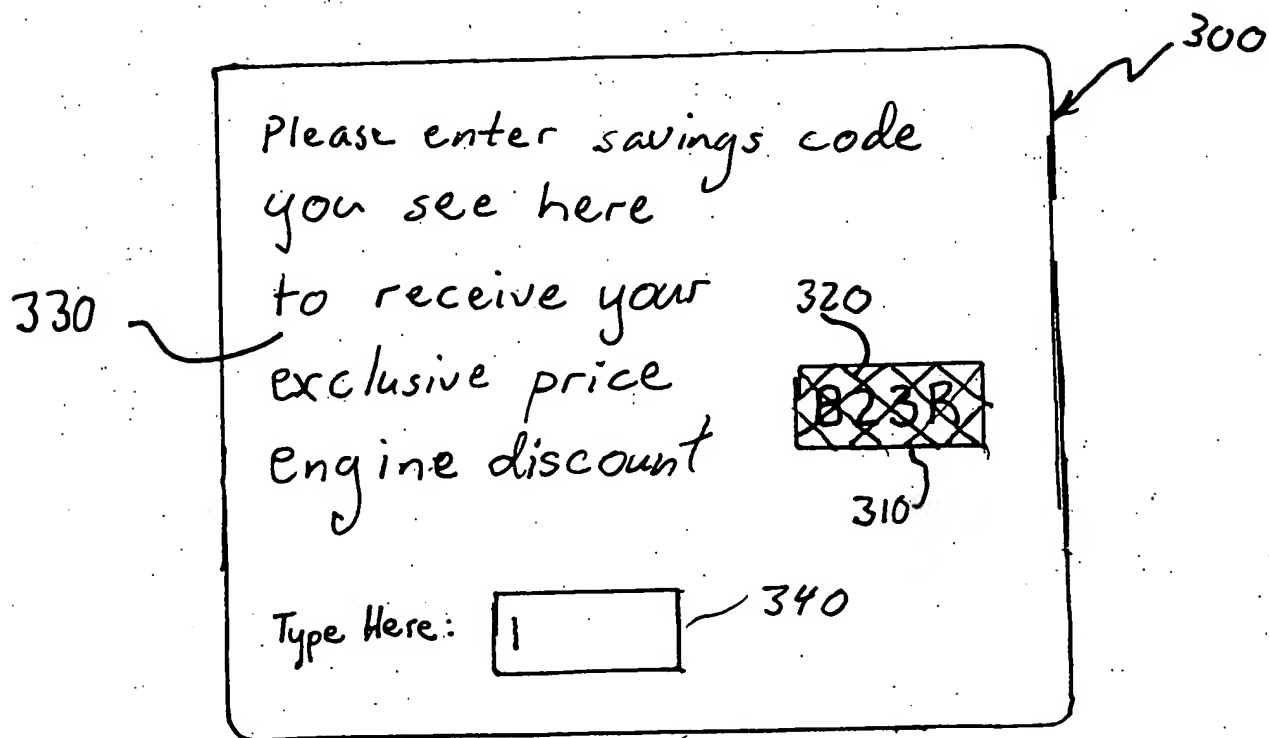 300
Please enter savings code
you see here
to receive your
330
320
exclusive price
B23R
engine discount
310
Type Here:
340